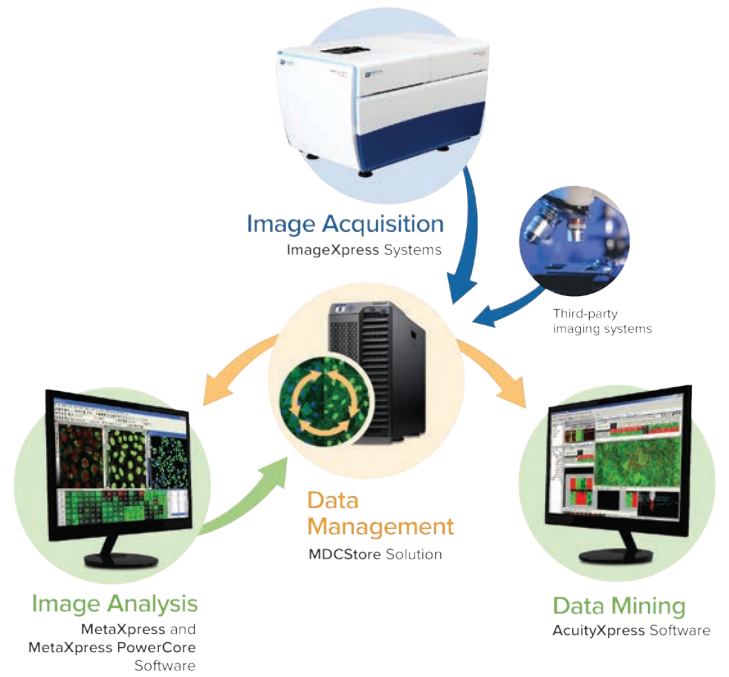 Image Acquisition
ImageXpress Systems
Third-party
imaging systems
Data
Management
MDCStore Solution
Image Analysis
MetaXpress and
MetaXpress PowerCore
Software
Data Mining
AcuityXpress Software